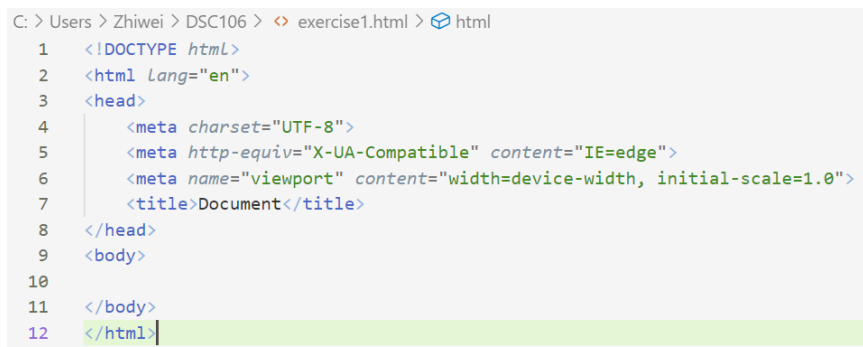 C: > Users > Zhiwei > DSC106 > <> exercise1.html > html
1 <!DOCTYPE html>
2 <html lang="en">
3 <head>
4     <meta charset="UTF-8">
5     <meta http-equiv="X-UA-Compatible" content="IE=edge">
6     <meta name="viewport" content="width=device-width, initial-scale=1.0">
7     <title>Document</title>
8 </head>
9 <body>
10
11 </body>
12 </html>